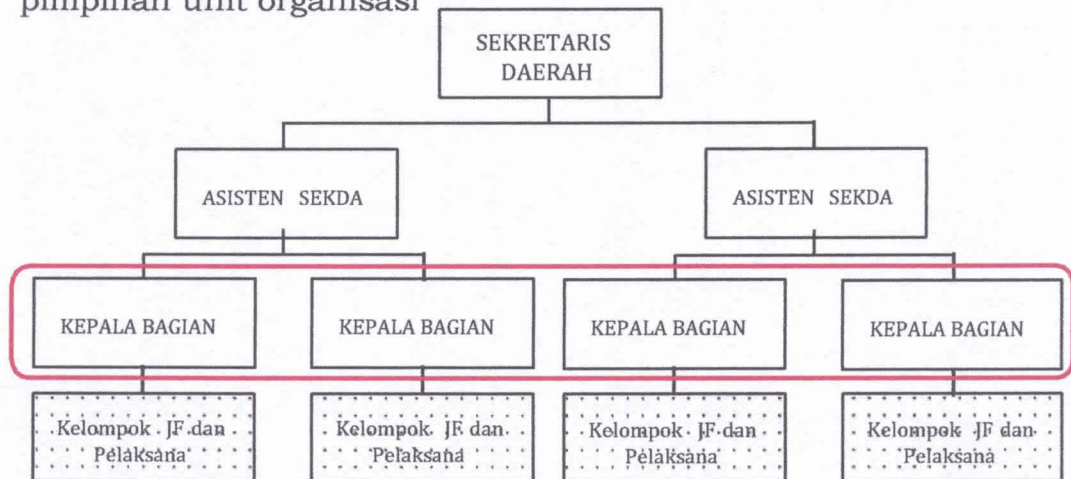 pimpinan unit organisasi
SEKRETARIS
DAERAH
ASISTEN SEKDA
ASISTEN SEKDA
KEPALA BAGIAN
KEPALA BAGIAN
KEPALA BAGIAN
KEPALA BAGIAN
Kelompok JF dan
Pelaksana
Kelompok JF dan
Pelaksana
Kelompok JF dan
Pelaksana
Kelompok JF dan
Pelaksana